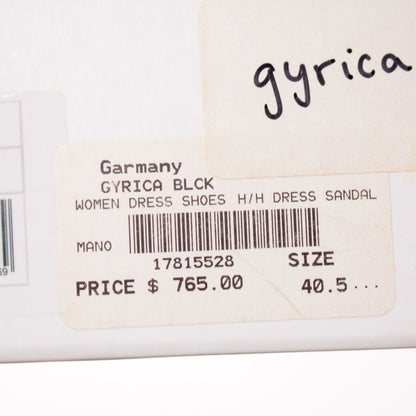 gyrica
Garmany
GYRICA BLCK
WOMEN DRESS SHOES H/H DRESS SANDAL
MANO
17815528 SIZE
PRICE $ 765.00 40.5...